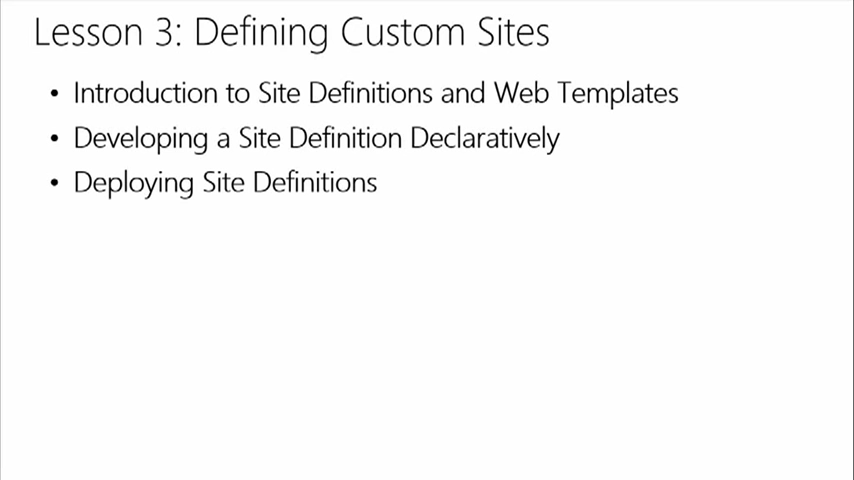 Lesson 3: Defining Custom Sites
• Introduction to Site Definitions and Web Templates
• Developing a Site Definition Declaratively
• Deploying Site Definitions